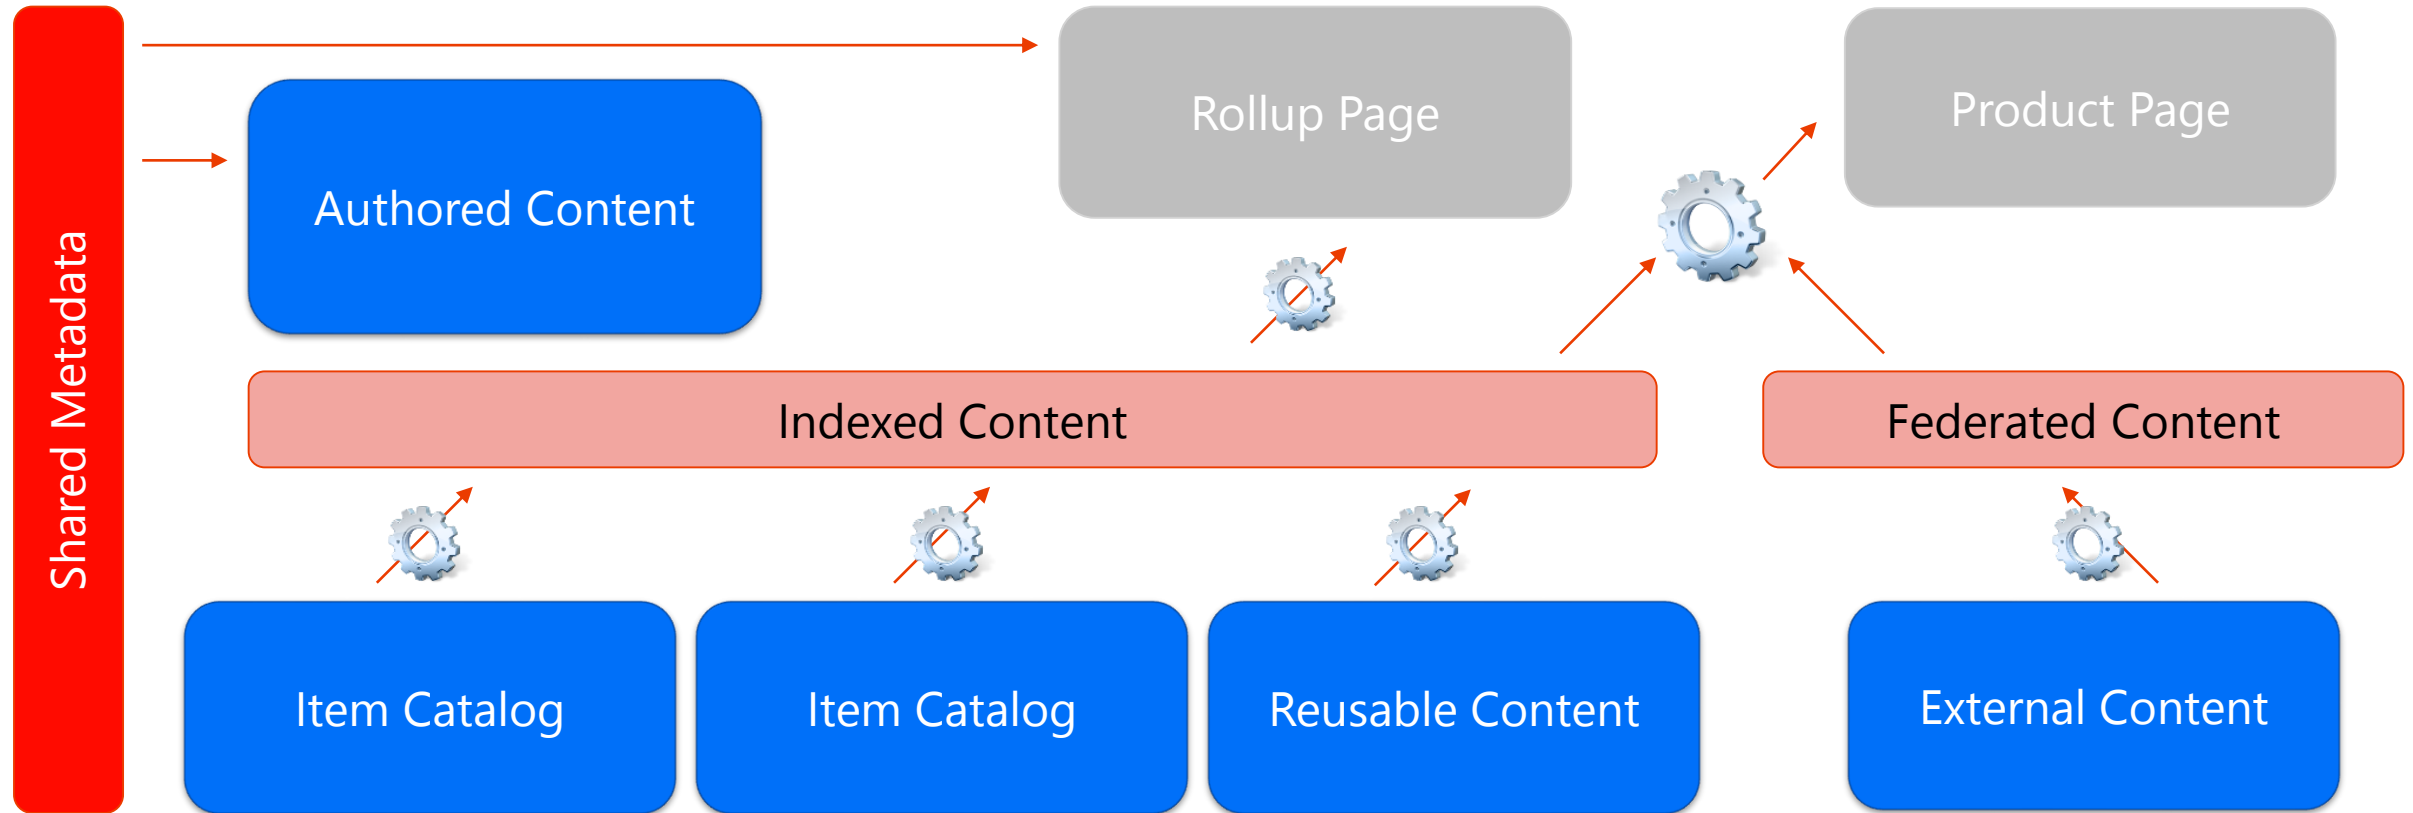 Shared Metadata
Authored Content
Rollup Page
Product Page
Indexed Content
Federated Content
Item Catalog
Item Catalog
Reusable Content
External Content